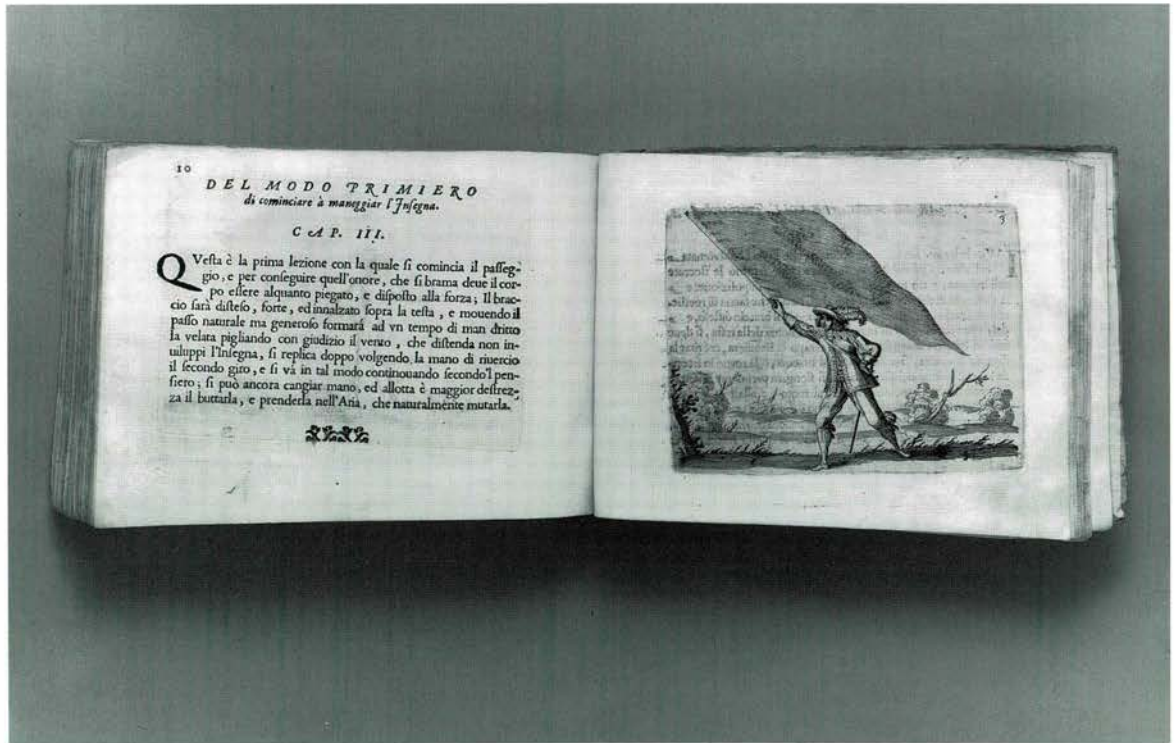 10
DEL MODO PRIMIERO
di cominciare à maneggiar l'Insegna.
CAP. III.
QVesta è la prima lezione con la quale si comincia il passeg-
gio, e per conseguire quell'onore, che si brama deue il cor-
po essere alquanto piegato, e disposto alla forza; Il brac-
cio sarà disteso, forte, ed innalzato sopra la testa, e mouendo il
passo naturale ma generoso formará ad vn tempo di man dritto
la velata pigliando con giudizio il vento, che distenda non in-
uiluppi l'Insegna, si replica doppo volgendo la mano di riuercio
il secondo giro, e si và in tal modo continouando secondo'l pen-
siero; si può ancora cangiar mano, ed allotta è maggior destrez-
za il buttarla, e prenderla nell'Aria, che naturalmente mutarla.
3